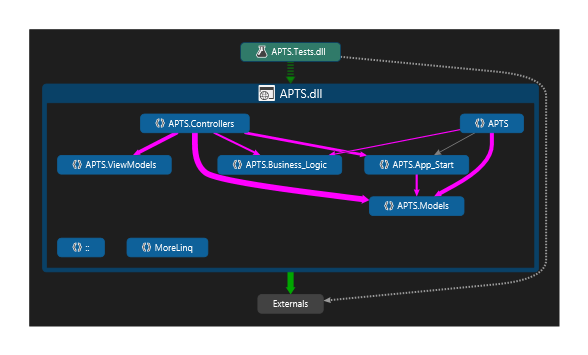 APTS.Tests.dll
APTS.dll
APTS.Controllers
APTS
APTS.ViewModels
APTS.Business_Logic
APTS.App_Start
APTS.Models
::
MoreLinq
Externals